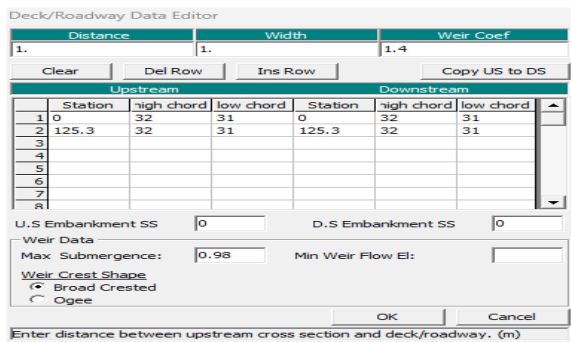 Deck/Roadway Data Editor
Distance Width Weir Coef
1. 1. 1.4
Clear Del Row Ins Row Copy US to DS
Upstream Downstream
Station high chord low chord Station high chord low chord
1 0 32 31 0 32 31
2 125.3 32 31 125.3 32 31
3
4
5
6
7
8
U.S Embankment SS 0 D.S Embankment SS 0
Weir Data
Max Submergence: 0.98 Min Weir Flow El:
Weir Crest Shape
Broad Crested
Ogee
OK Cancel
Enter distance between upstream cross section and deck/roadway. (m)